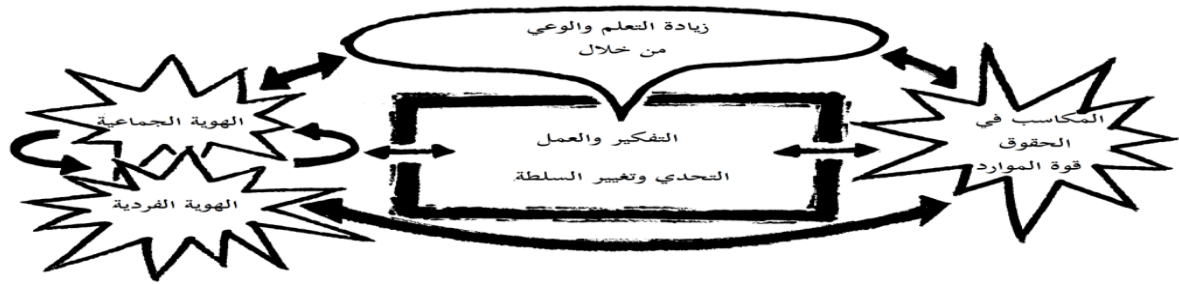 زيادة التعلم والوعي
من خلال
المكاسب في
الحقوق
قوة الموارد
التفكير والعمل
التحدي وتغيير السلطة
الهوية الجماعية
الهوية الفردية